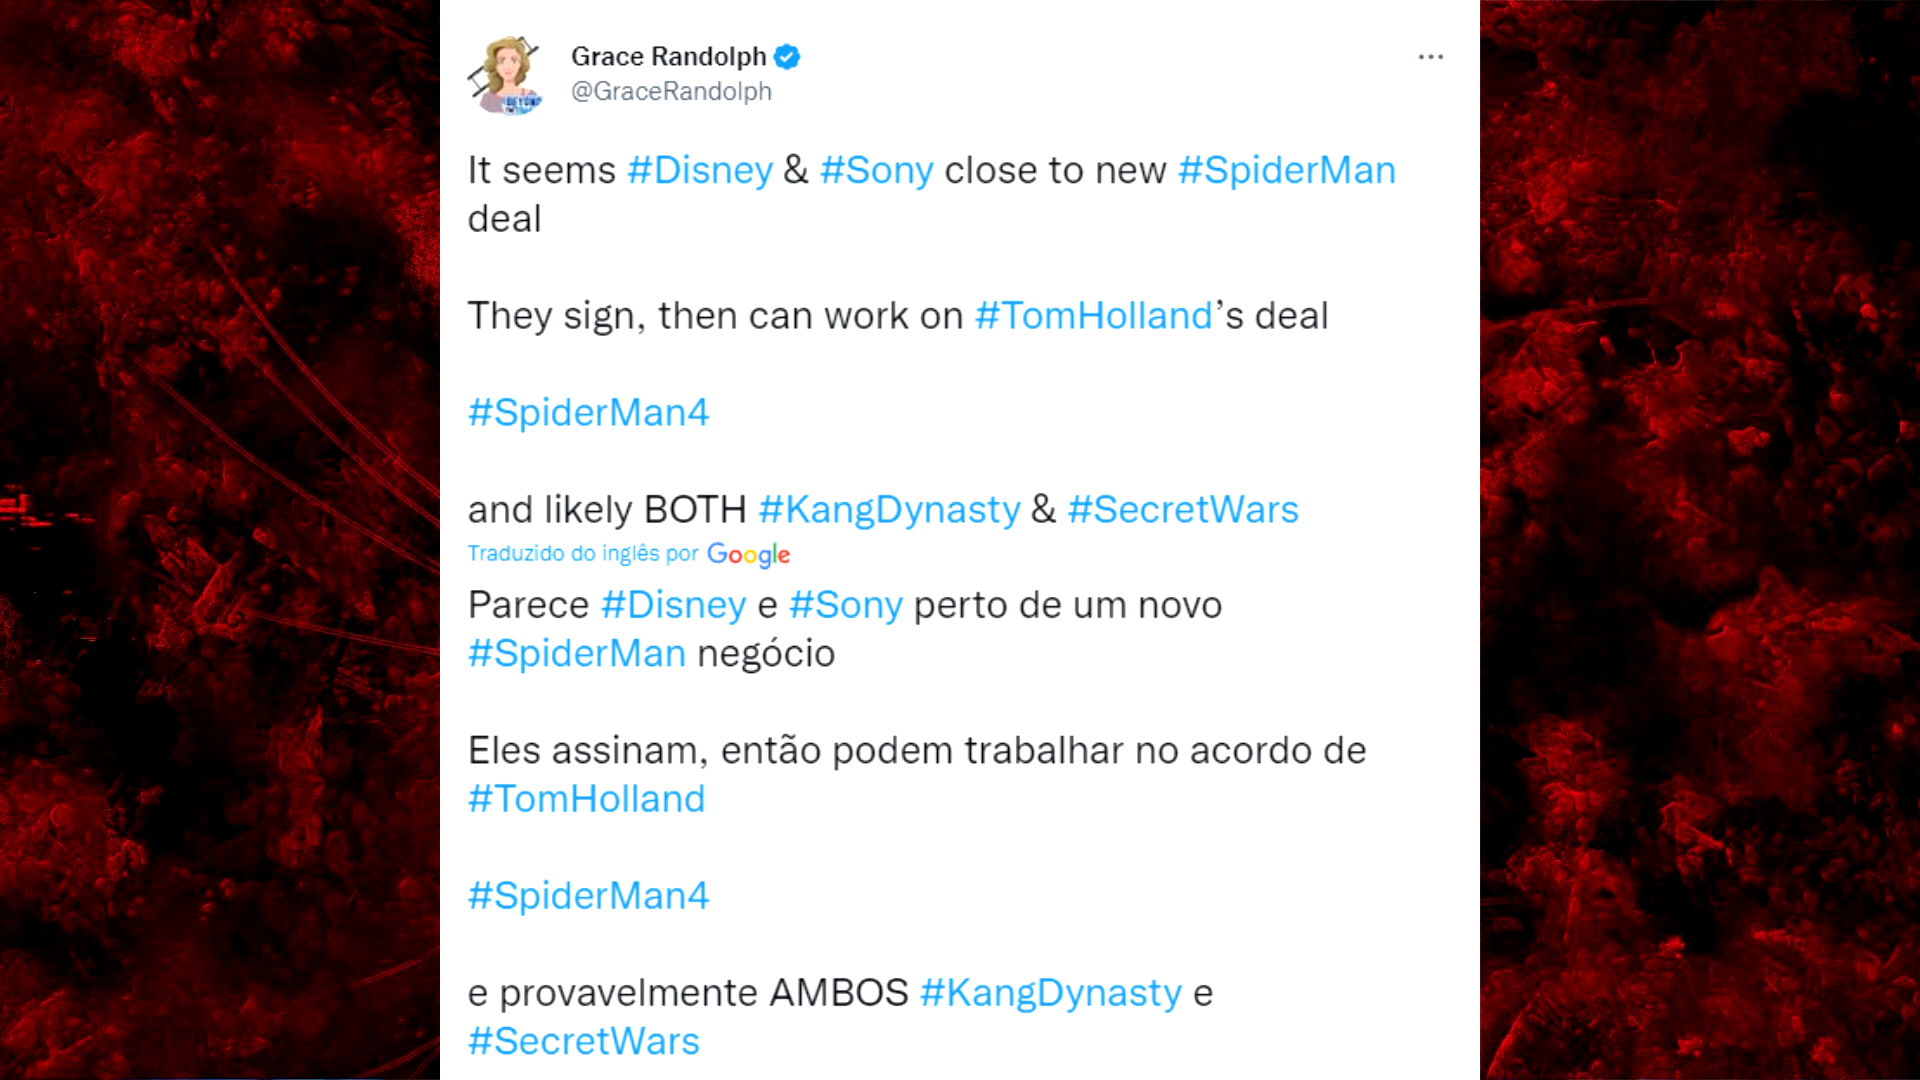 Grace Randolph
@GraceRandolph
It seems #Disney & #Sony close to new #SpiderMan
deal
They sign, then can work on #TomHolland’s deal
#SpiderMan4
and likely BOTH #KangDynasty & #SecretWars
Traduzido do inglês por Google
Parece #Disney e #Sony perto de um novo
#SpiderMan negócio
Eles assinam, então podem trabalhar no acordo de
#TomHolland
#SpiderMan4
e provavelmente AMBOS #KangDynasty e
#SecretWars